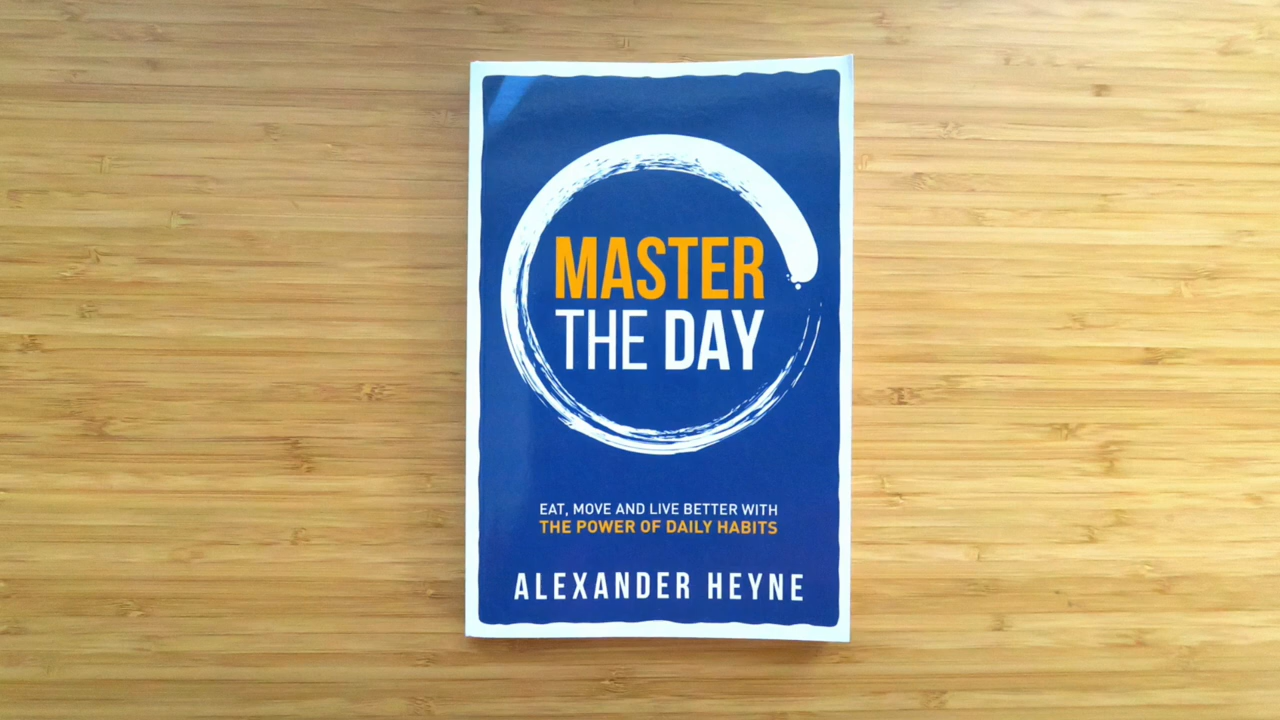 MASTER
THE DAY
EAT, MOVE AND LIVE BETTER WITH
THE POWER OF DAILY HABITS
ALEXANDER HEYNE